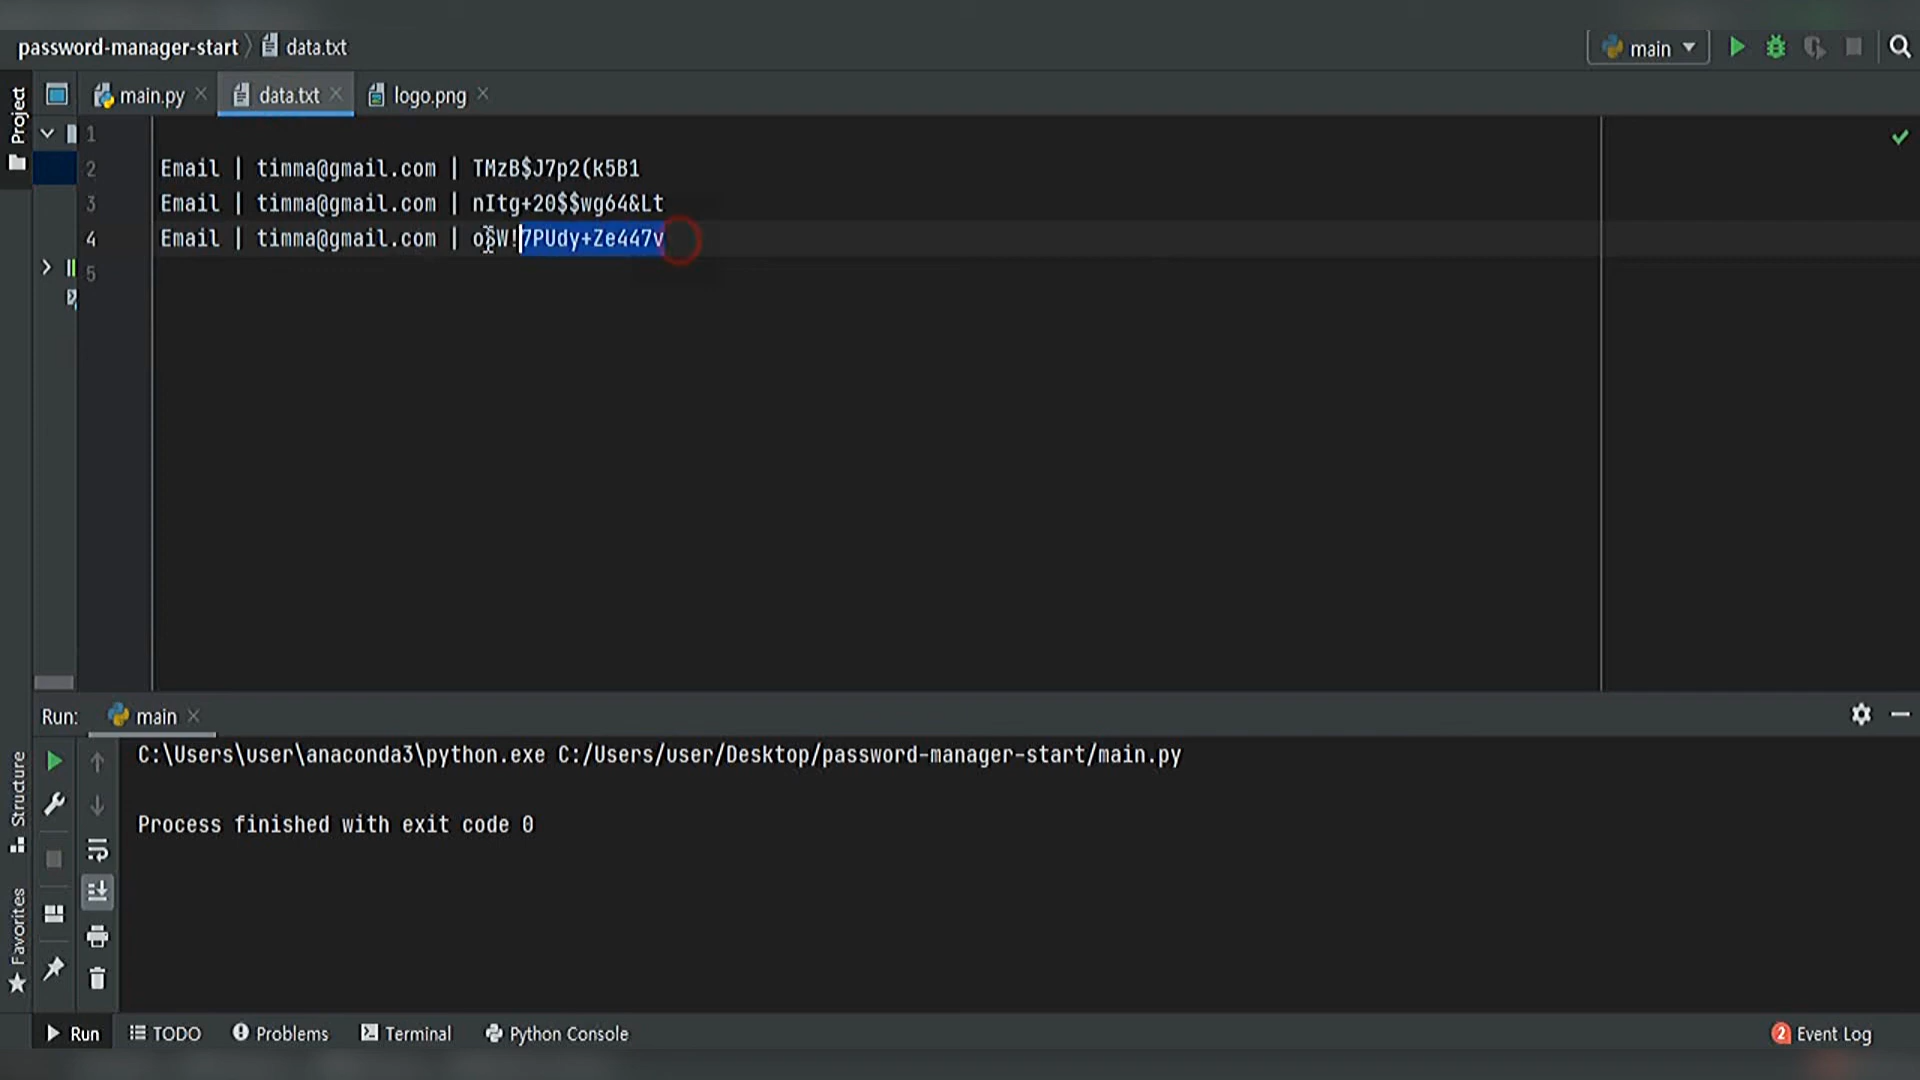 password-manager-start data.txt
main
Project
main.py data.txt logo.png
1
2 Email | timma@gmail.com | TMzB$J7p2(k5B1
3 Email | timma@gmail.com | nItg+20$$wg64&Lt
4 Email | timma@gmail.com |
5
Run: main
C:\Users\user\anaconda3\python.exe C:/Users/user/Desktop/password-manager-start/main.py
Process finished with exit code 0
Structure
Favorites
Run TODO Problems Terminal Python Console 2 Event Log